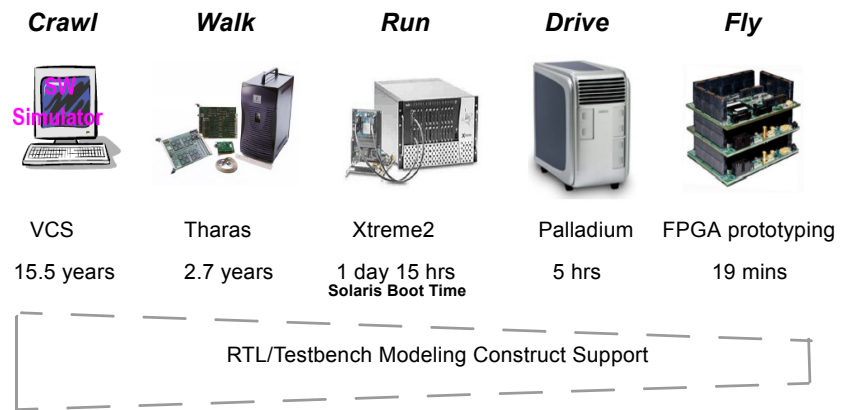 Crawl Walk Run Drive Fly
SW
Simulator
VCS Tharas Xtreme2 Palladium FPGA prototyping
15.5 years 2.7 years 1 day 15 hrs 5 hrs 19 mins
Solaris Boot Time
RTL/Testbench Modeling Construct Support